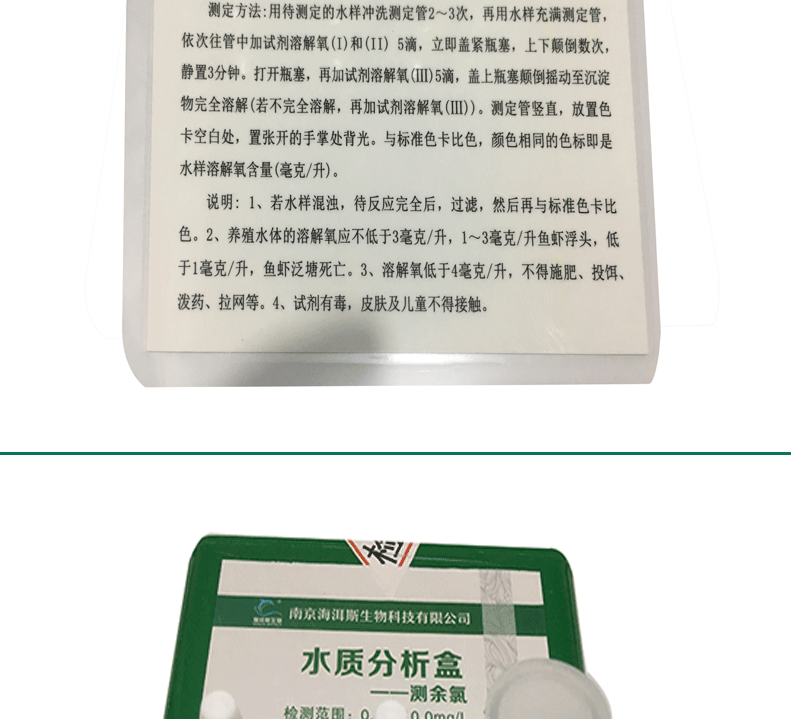 测定方法:用待测定的水样冲洗测定管2～3次，再用水样充满测定管，
依次往管中加试剂溶解氧(I)和(II) 5滴，立即盖紧瓶塞，上下颠倒数次，
静置3分钟。打开瓶塞，再加试剂溶解氧(III)5滴，盖上瓶塞颠倒摇动至沉淀
物完全溶解(若不完全溶解，再加试剂溶解氧(III))。测定管竖直，放置色
卡空白处，置张开的手掌处背光。与标准色卡比色，颜色相同的色标即是
水样溶解氧含量(毫克/升)。
说明: 1、若水样混浊，待反应完全后，过滤，然后再与标准色卡比
色。2、养殖水体的溶解氧应不低于3毫克/升，1～3毫克/升鱼虾浮头，低
于1毫克/升，鱼虾泛塘死亡。3、溶解氧低于4毫克/升，不得施肥、投饵、
泼药、拉网等。4、试剂有毒，皮肤及儿童不得接触。
检
南京海洱斯生物科技有限公司
水质分析盒
——测余氯
检测范围: 0. 0.0mg/L